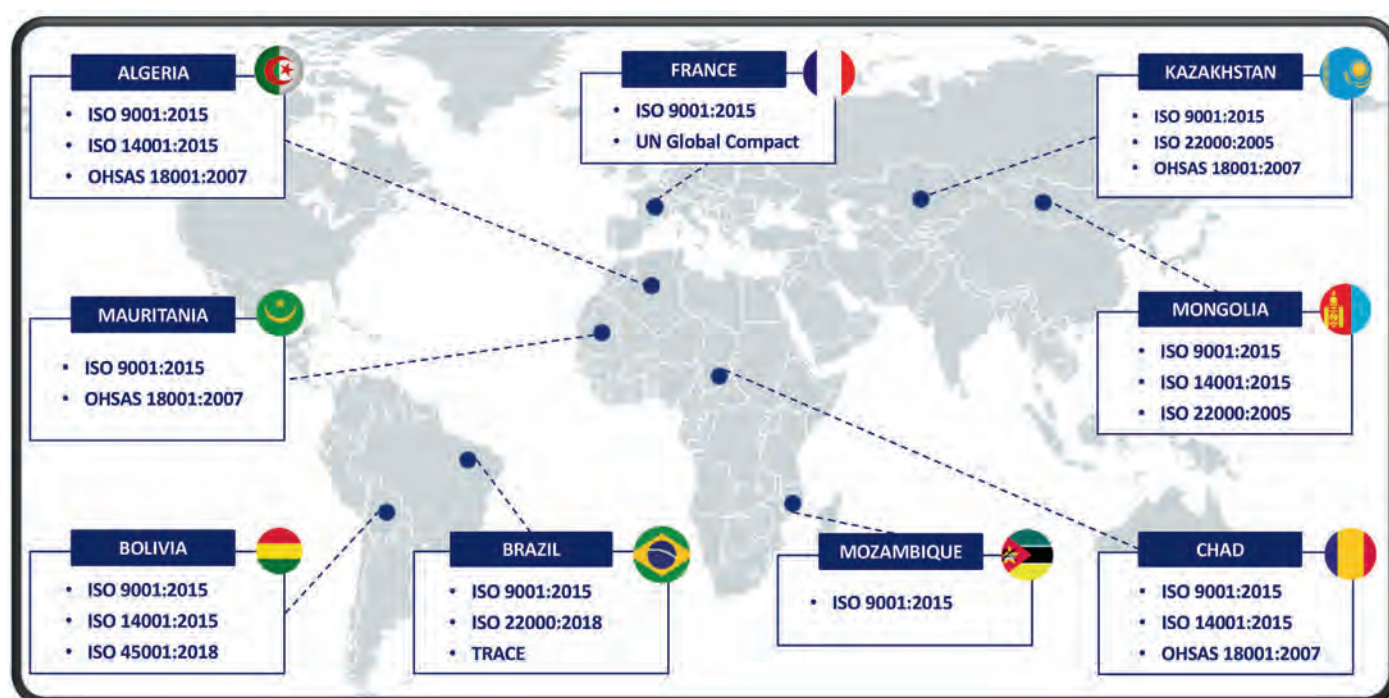 ALGERIA
• ISO 9001:2015
• ISO 14001:2015
• OHSAS 18001:2007
FRANCE
• ISO 9001:2015
• UN Global Compact
KAZAKHSTAN
• ISO 9001:2015
• ISO 22000:2005
• OHSAS 18001:2007
MAURITANIA
• ISO 9001:2015
• OHSAS 18001:2007
MONGOLIA
• ISO 9001:2015
• ISO 14001:2015
• ISO 22000:2005
BOLIVIA
• ISO 9001:2015
• ISO 14001:2015
• ISO 45001:2018
BRAZIL
• ISO 9001:2015
• ISO 22000:2018
• TRACE
MOZAMBIQUE
• ISO 9001:2015
CHAD
• ISO 9001:2015
• ISO 14001:2015
• OHSAS 18001:2007